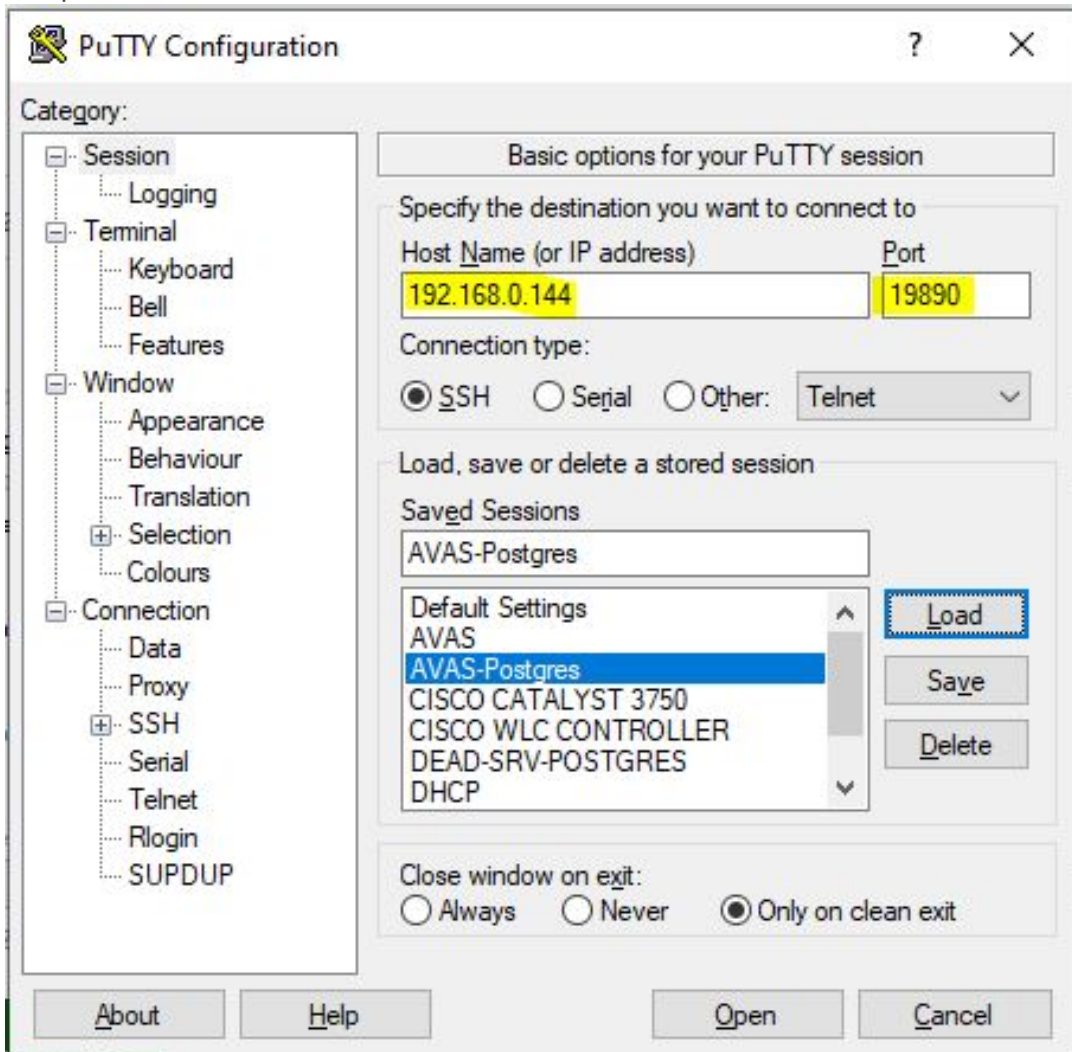 PuTTY Configuration
? ×
Category:
Session
Logging
Terminal
Keyboard
Bell
Features
Window
Appearance
Behaviour
Translation
Selection
Colours
Connection
Data
Proxy
SSH
Serial
Telnet
Rlogin
SUPDUP
Basic options for your PuTTY session
Specify the destination you want to connect to
Host Name (or IP address) Port
192.168.0.144 19890
Connection type:
SSH Serial Other: Telnet
Load, save or delete a stored session
Saved Sessions
AVAS-Postgres
Default Settings
AVAS
AVAS-Postgres
CISCO CATALYST 3750
CISCO WLC CONTROLLER
DEAD-SRV-POSTGRES
DHCP
Load
Save
Delete
Close window on exit:
Always Never Only on clean exit
About Help Open Cancel